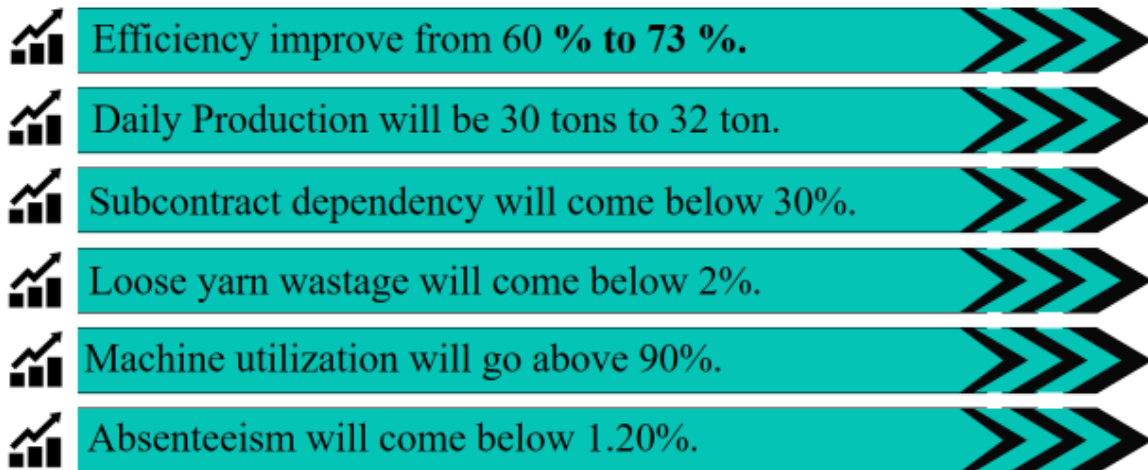 Efficiency improve from 60 % to 73 %.
Daily Production will be 30 tons to 32 ton.
Subcontract dependency will come below 30%.
Loose yarn wastage will come below 2%.
Machine utilization will go above 90%.
Absenteeism will come below 1.20%.